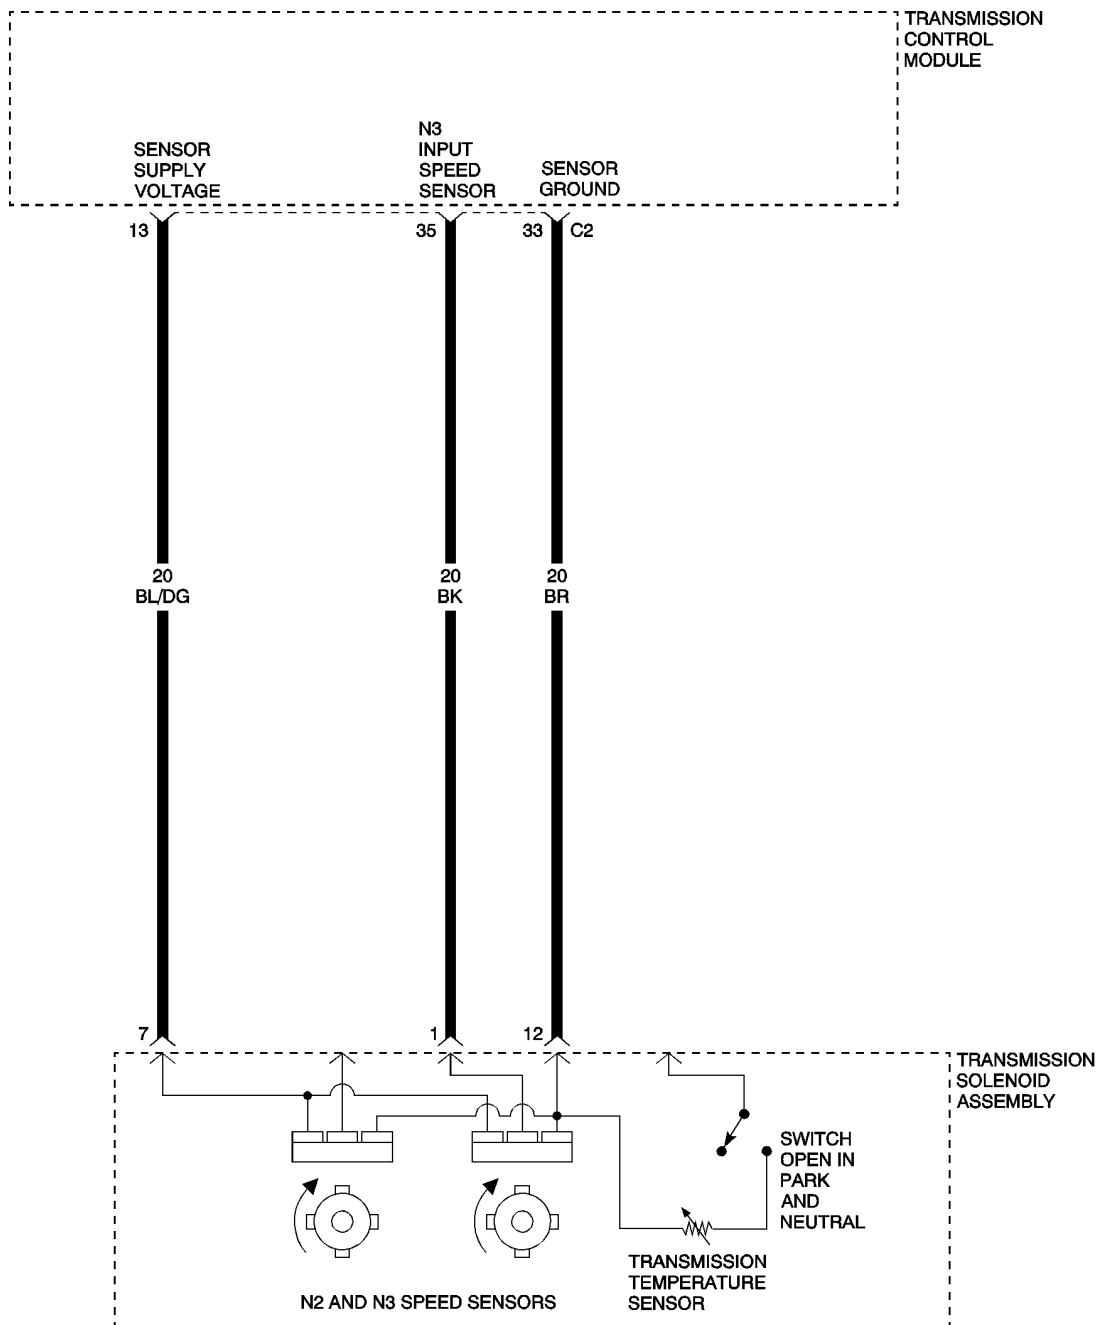 TRANSMISSION
CONTROL
MODULE
SENSOR
SUPPLY
VOLTAGE
N3
INPUT
SPEED
SENSOR
SENSOR
GROUND
13
35
33
C2
20
BL/DG
20
BK
20
BR
7
1
12
TRANSMISSION
SOLENOID
ASSEMBLY
SWITCH
OPEN IN
PARK
AND
NEUTRAL
TRANSMISSION
TEMPERATURE
SENSOR
N2 AND N3 SPEED SENSORS